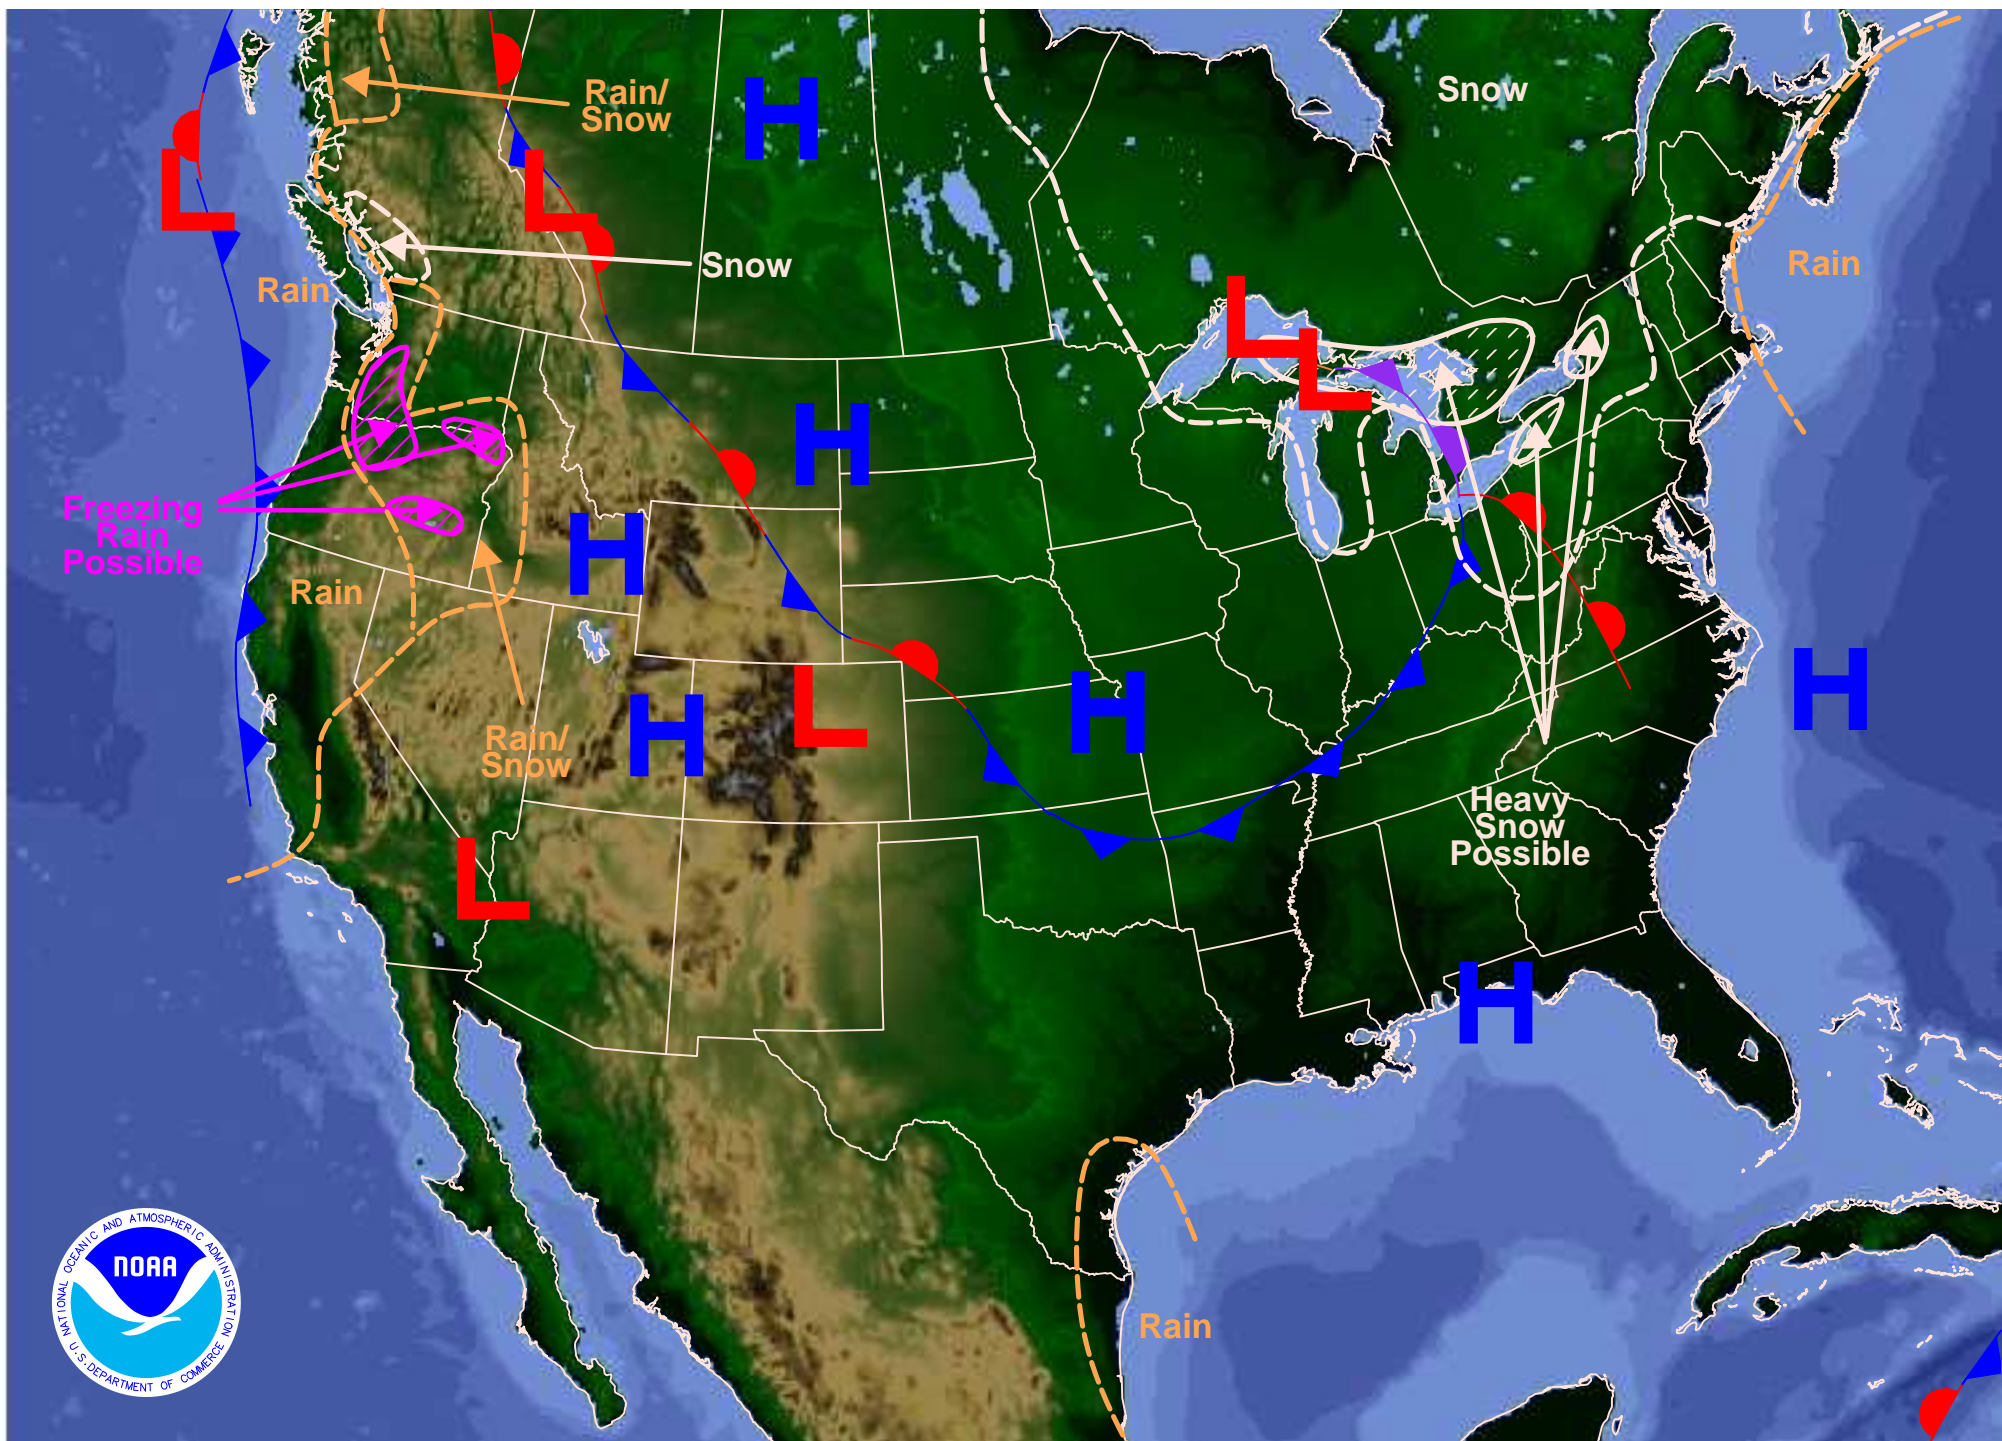 Rain/
Snow
H
Snow
L
L
Snow
Rain
Rain
L
L
H
Freezing
Rain
Possible
H
Rain
H
L
H
H
Rain/
Snow
Heavy
Snow
Possible
L
H
Rain
NATIONAL OCEANIC AND ATMOSPHERIC ADMINISTRATION
NOAA
U.S. DEPARTMENT OF COMMERCE